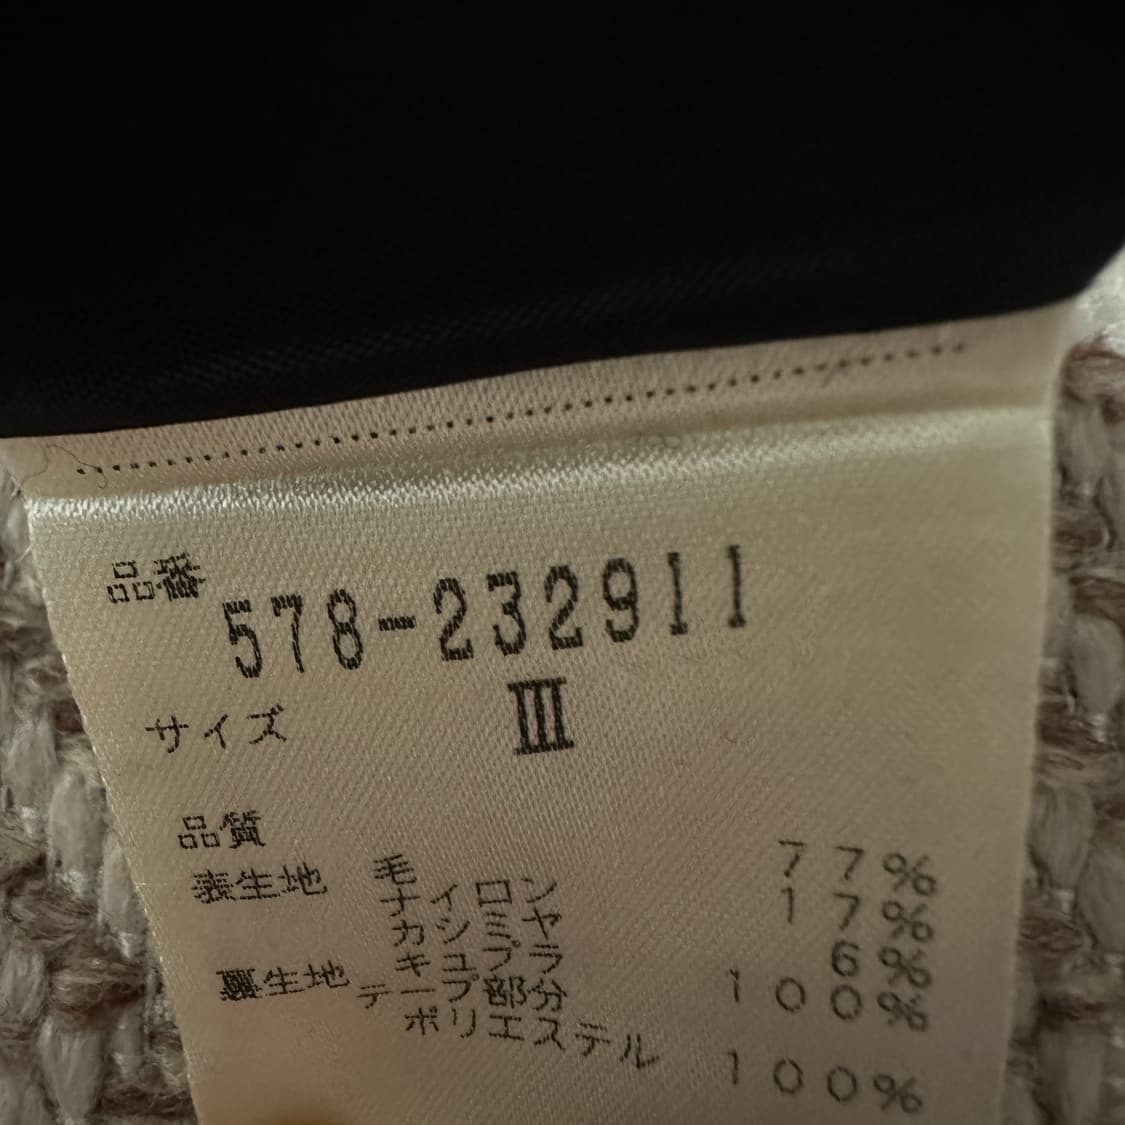 品番 578-232911
サイズ III
品質
表生地 毛 77%
ナイロン 17%
カシミヤ 6%
裏生地 キュプラ 100%
テープ部分
ポリエステル 100%